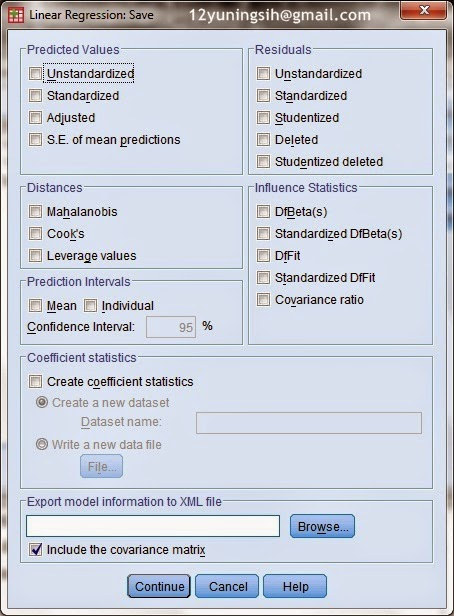 Linear Regression: Save
12yuningsih@gmail.com
Predicted Values
Unstandardized
Standardized
Adjusted
S.E. of mean predictions
Residuals
Unstandardized
Standardized
Studentized
Deleted
Studentized deleted
Distances
Mahalanobis
Cook's
Leverage values
Influence Statistics
DfBeta(s)
Standardized DfBeta(s)
DfFit
Standardized DfFit
Covariance ratio
Prediction Intervals
Mean Individual
Confidence Interval: 95 %
Coefficient statistics
Create coefficient statistics
Create a new dataset
Dataset name:
Write a new data file
File...
Export model information to XML file
Browse...
Include the covariance matrix
Continue Cancel Help